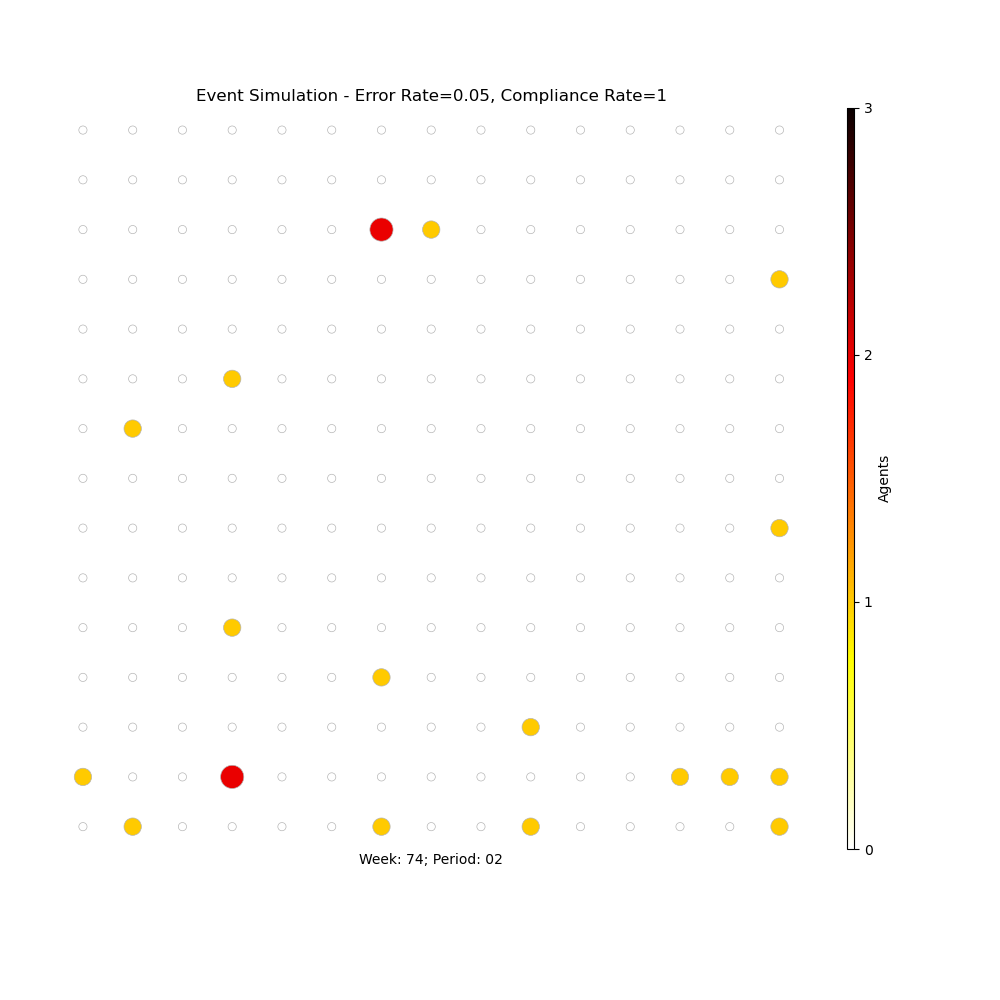 Event Simulation - Error Rate=0.05, Compliance Rate=1
3
2
Agents
1
0
Week: 74; Period: 02